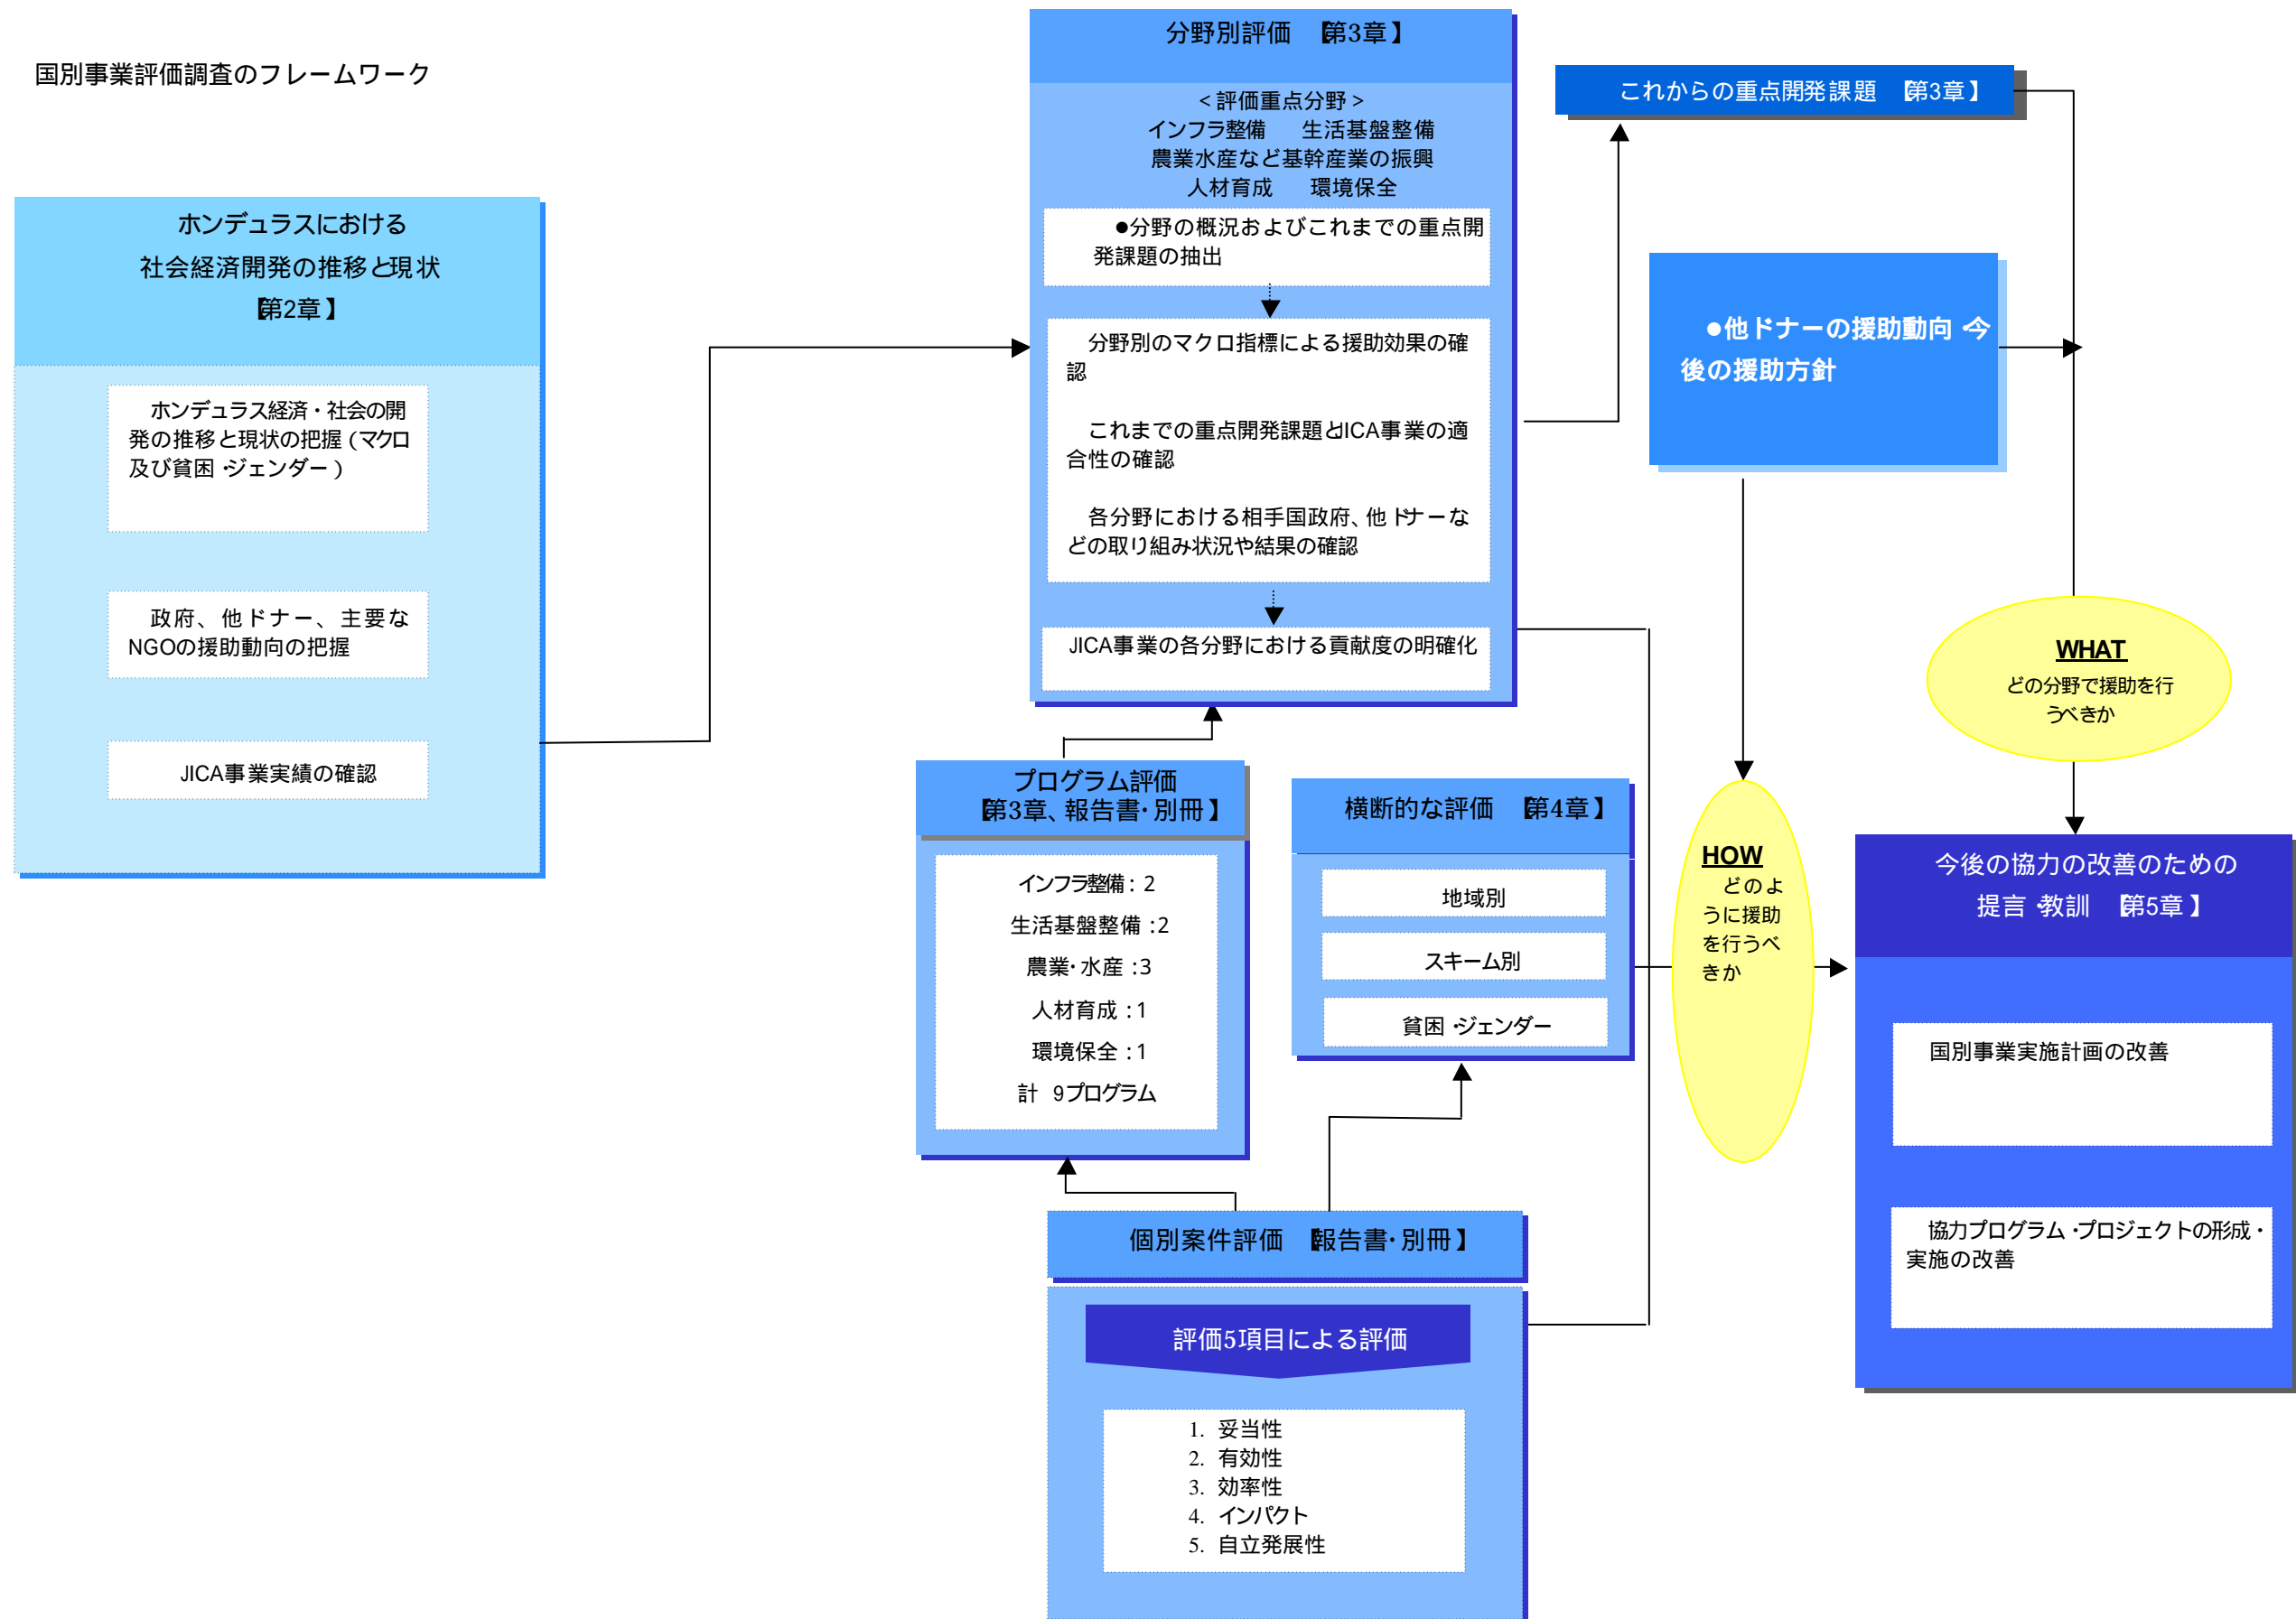 国別事業評価調査のフレームワーク
ホンデュラスにおける
社会経済開発の推移と現状
【第2章】
ホンデュラス経済・社会の開
発の推移と現状の把握(マクロ
及び貧困・ジェンダー)
政府、他ドナー、主要な
NGOの援助動向の把握
JICA事業実績の確認
分野別評価 【第3章】
<評価重点分野>
インフラ整備 生活基盤整備
農業水産など基幹産業の振興
人材育成 環境保全
●分野の概況およびこれまでの重点開
発課題の抽出
分野別のマクロ指標による援助効果の確
認
これまでの重点開発課題とJICA事業の適
合性の確認
各分野における相手国政府、他ドナーな
どの取り組み状況や結果の確認
JICA事業の各分野における貢献度の明確化
プログラム評価
【第3章、報告書・別冊】
インフラ整備:2
生活基盤整備:2
農業・水産:3
人材育成:1
環境保全:1
計 9プログラム
横断的な評価 【第4章】
地域別
スキーム別
貧困・ジェンダー
個別案件評価 【報告書・別冊】
評価5項目による評価
1. 妥当性
2. 有効性
3. 効率性
4. インパクト
5. 自立発展性
これからの重点開発課題 【第3章】
●他ドナーの援助動向・今
後の援助方針
WHAT
どの分野で援助を行
うべきか
HOW
どのよ
うに援助
を行うべ
きか
今後の協力の改善のための
提言・教訓 【第5章】
国別事業実施計画の改善
協力プログラム・プロジェクトの形成・
実施の改善